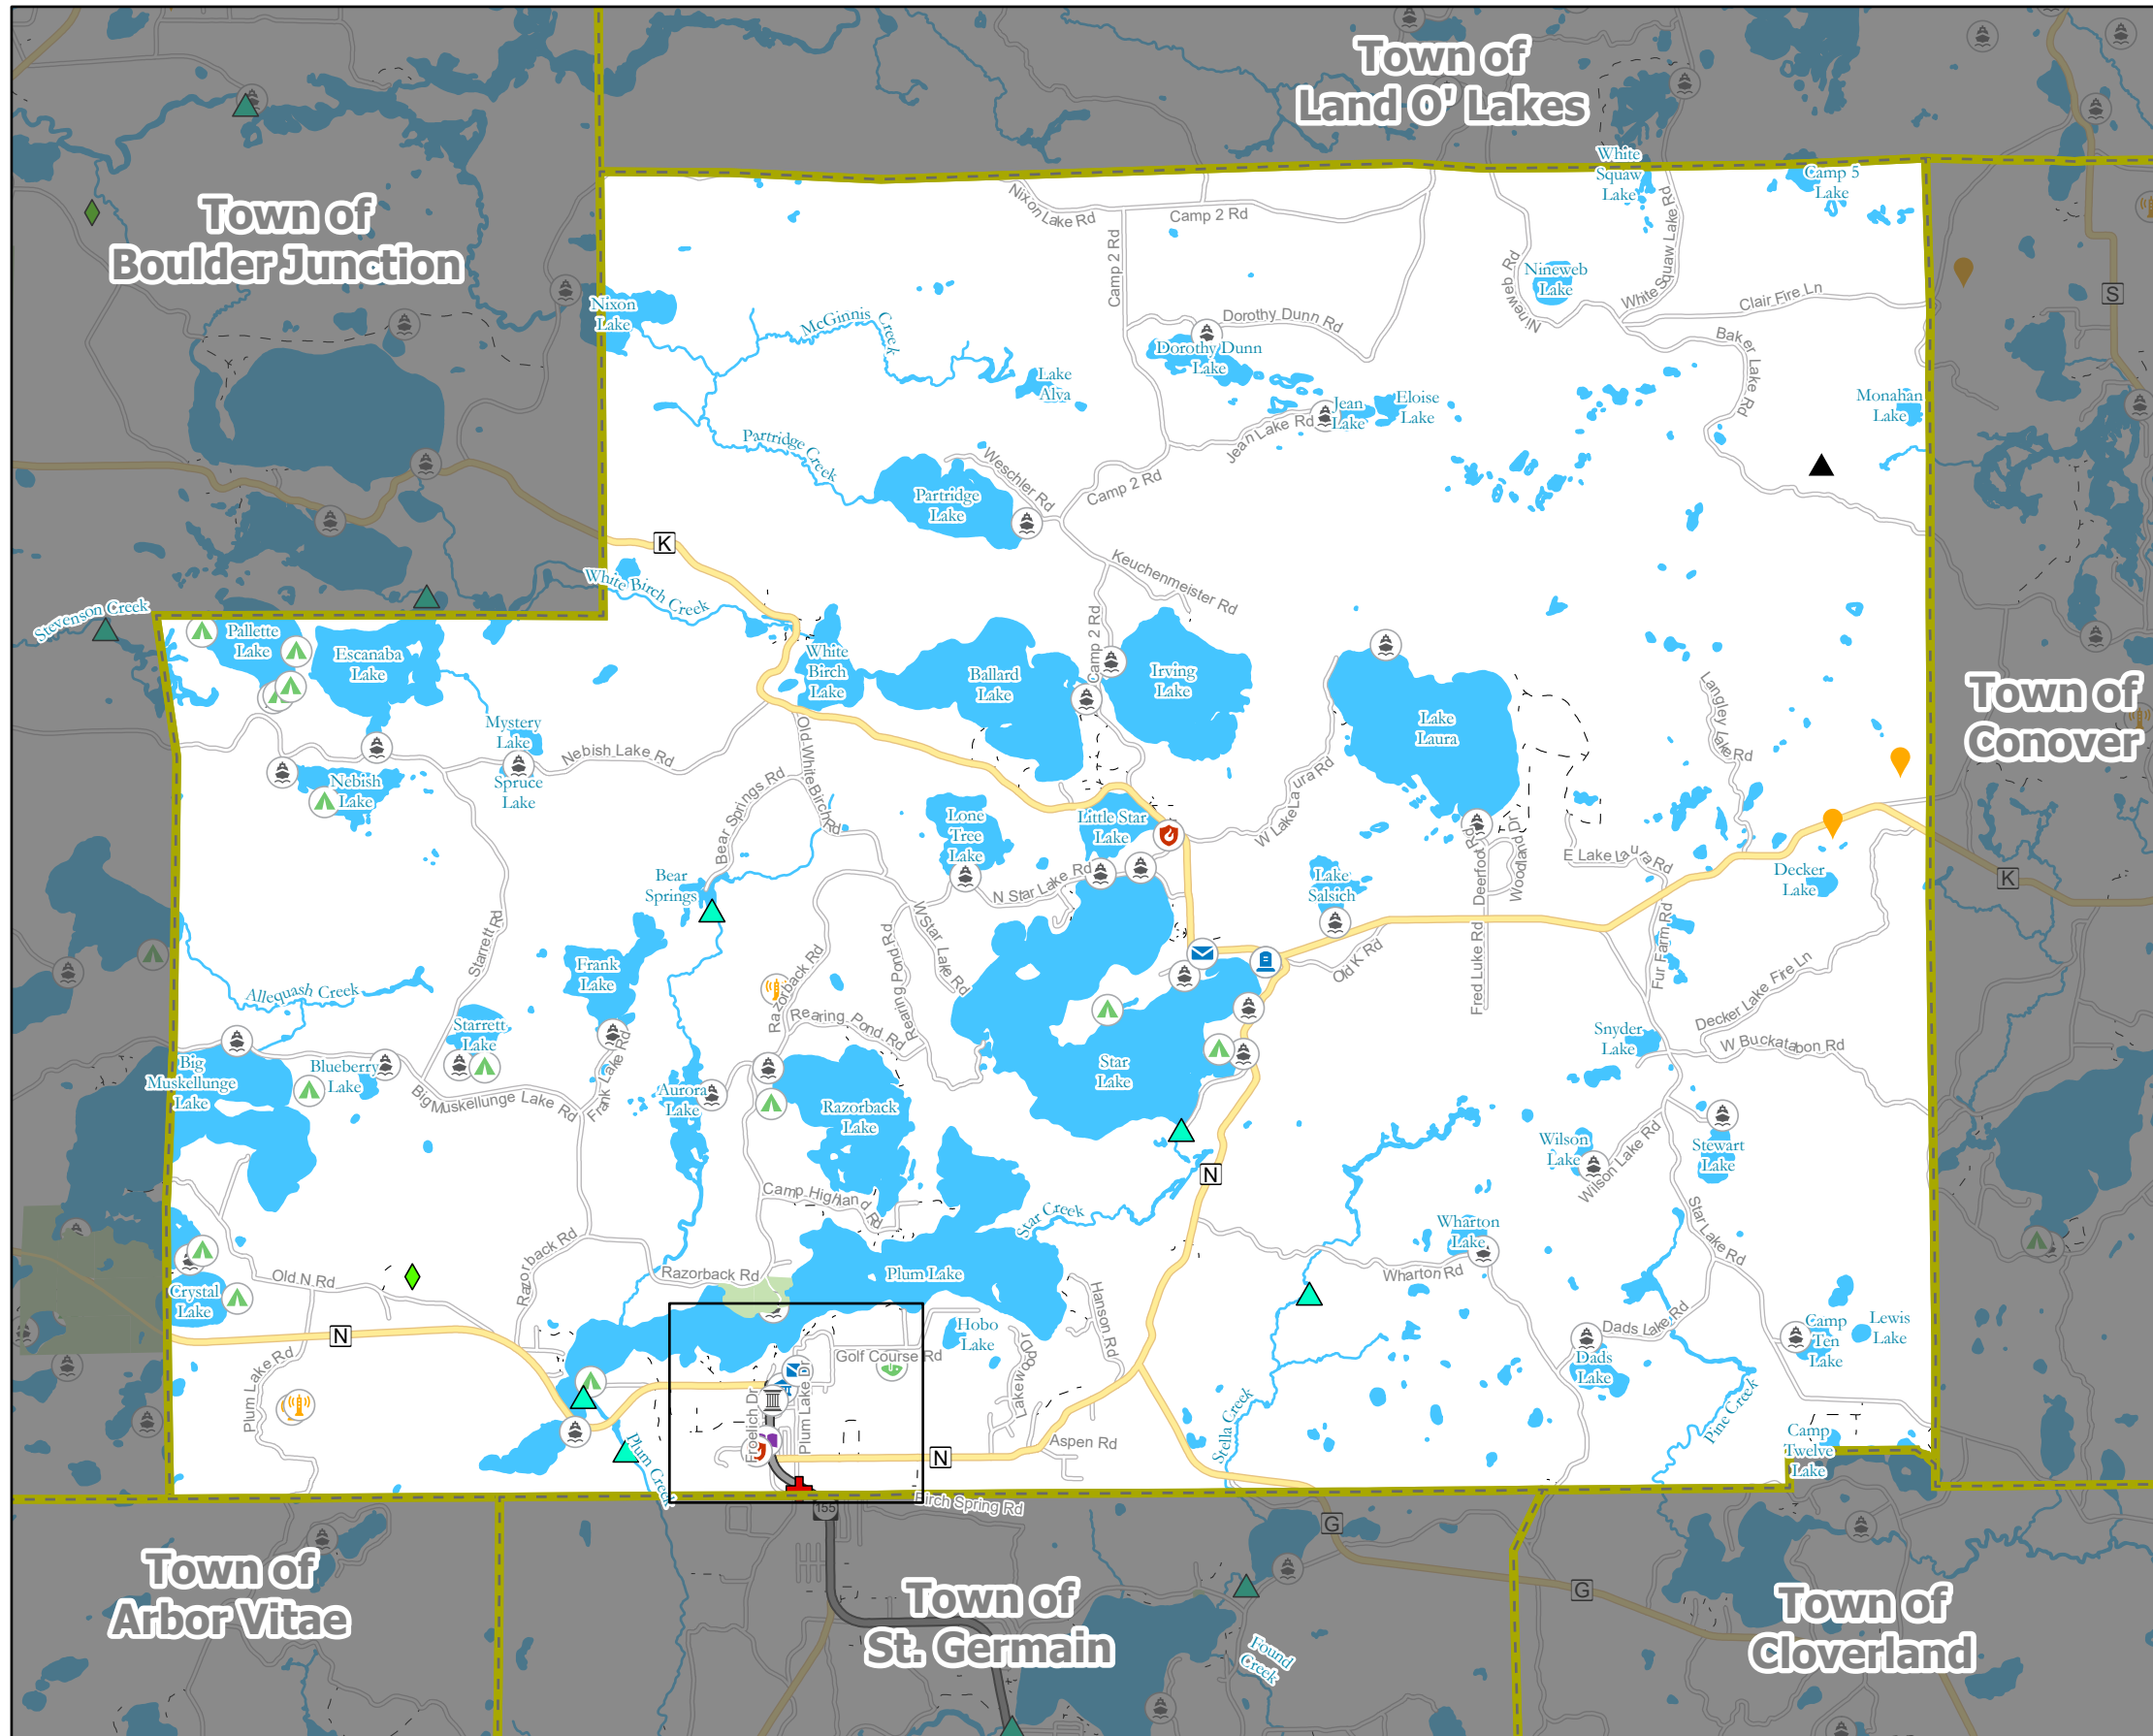 Town of
Land O' Lakes
Town of
Boulder Junction
White
Squaw
Lake
Camp 5
Lake
Nixon Lake Rd
Camp 2 Rd
Camp 2 Rd
White Squaw Lake Rd
Nineweb Rd
Nineweb
Lake
Nineweb Rd
Clair Fire Ln
S
Nixon
Lake
McGinnis Creek
Dorothy Dunn Rd
Dorothy Dunn
Lake
Baker Lake Rd
Lake
Alva
Jean
Lake
Eloise
Lake
Monahan
Lake
Jean Lake Rd
Partridge Creek
Weschler Rd
Partridge
Lake
Camp 2 Rd
K
Keuchenmeister Rd
White Birch Creek
Stevenson Creek
Camp 2 Rd
Pallette
Lake
Escanaba
Lake
White
Birch
Lake
Ballard
Lake
Irving
Lake
Lake
Laura
Langley Lake Rd
Town of
Conover
Mystery
Lake
Nebish Lake Rd
Old White Birch Rd
Spruce
Lake
Nebish
Lake
Bear Springs Rd
W Lake Laura Rd
Lone
Tree
Lake
Little Star
Lake
Deerfoot Rd
Woodland Dr
E Lake Laura Rd
Bear
Springs
N Star Lake Rd
Lake
Salsich
Decker
Lake
K
Starrett Rd
W Star Lake Rd
Rearing Pond Rd
Razorback Rd
Fred Luke Rd
Fur Farm Rd
Old K Rd
Frank
Lake
Decker Lake Fire Ln
Allequash Creek
Rearing Pond Rd
Starrett
Lake
Snyder
Lake
W Buckatabon Rd
Big
Muskellunge
Lake
Blueberry
Lake
Big Muskellunge Lake Rd
Frank Lake Rd
Aurora
Lake
Razorback
Lake
Star
Lake
Wilson
Lake
Wilson Lake Rd
Stewart
Lake
N
Camp Highland Rd
Star Creek
Star Lake Rd
Wharton
Lake
Wharton Rd
Razorback Rd
Old N Rd
Razorback Rd
Plum Lake
Crystal
Lake
Hanson Rd
Hobo
Lake
Dads Lake Rd
Camp
Ten
Lake
Lewis
Lake
N
Plum Lake Rd
Golf Course Rd
Lakewood Dr
Dads
Lake
Froelich Dr
Plum Lake Dr
Stella Creek
Pine Creek
Plum Creek
Aspen Rd
N
Camp
Twelve
Lake
Birch Spring Rd
155
G
G
Town of
Arbor Vitae
Town of
St. Germain
Found
Creek
Town of
Cloverland